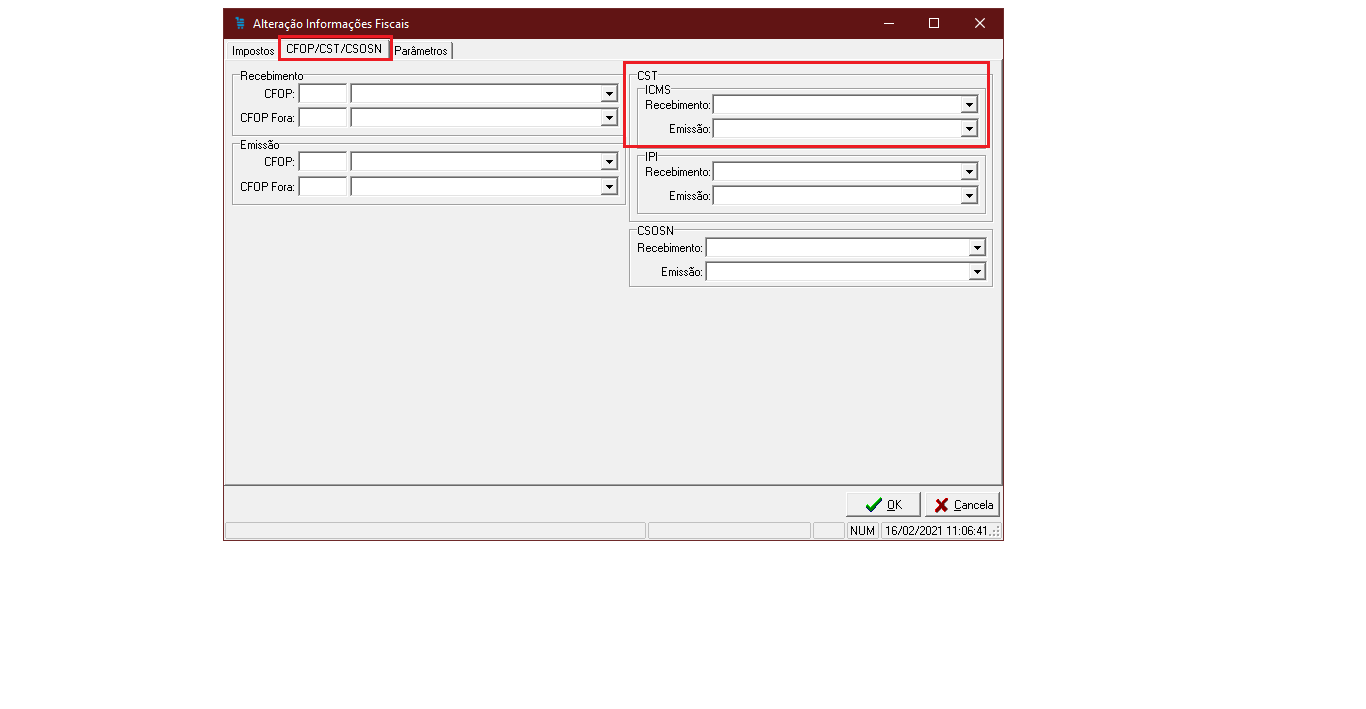 Alteração Informações Fiscais
Impostos CFOP/CST/CSOSN Parâmetros
Recebimento
CFOP:
CFOP Fora:
Emissão
CFOP:
CFOP Fora:
CST
ICMS
Recebimento:
Emissão:
IPI
Recebimento:
Emissão:
CSOSN
Recebimento:
Emissão:
OK Cancela
NUM 16/02/2021 11:06:41